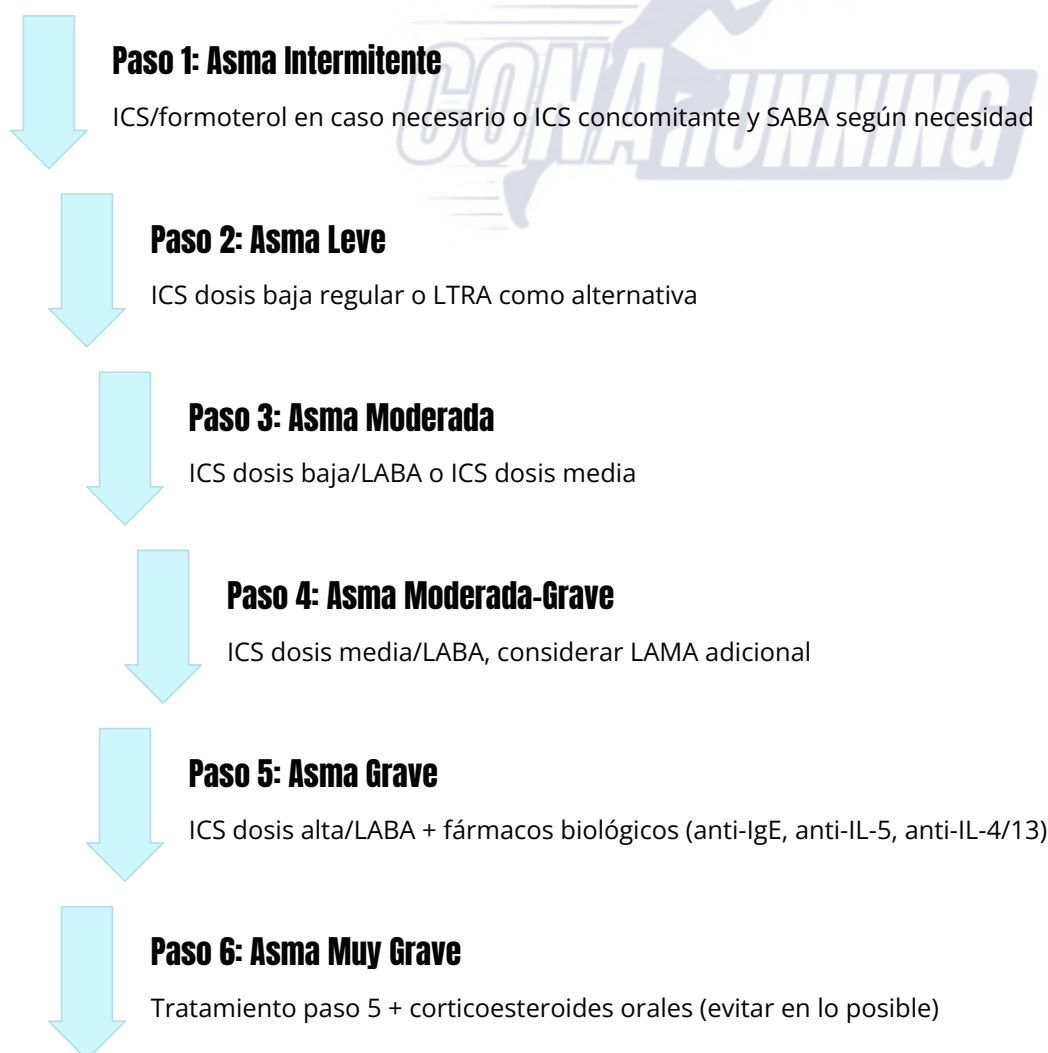 CONA RUNNING
Paso 1: Asma Intermitente
ICS/formoterol en caso necesario o ICS concomitante y SABA según necesidad
Paso 2: Asma Leve
ICS dosis baja regular o LTRA como alternativa
Paso 3: Asma Moderada
ICS dosis baja/LABA o ICS dosis media
Paso 4: Asma Moderada-Grave
ICS dosis media/LABA, considerar LAMA adicional
Paso 5: Asma Grave
ICS dosis alta/LABA + fármacos biológicos (anti-IgE, anti-IL-5, anti-IL-4/13)
Paso 6: Asma Muy Grave
Tratamiento paso 5 + corticoesteroides orales (evitar en lo posible)